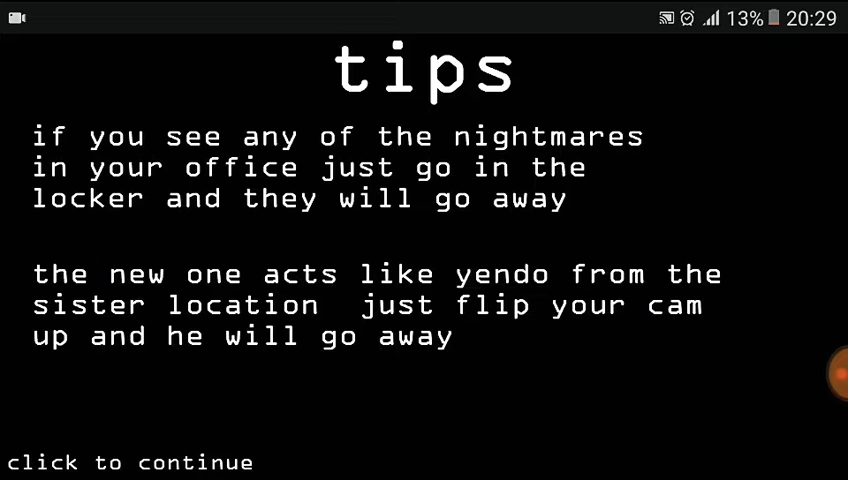 13% 20:29
tips
if you see any of the nightmares
in your office just go in the
locker and they will go away
the new one acts like yendo from the
sister location just flip your cam
up and he will go away
click to continue